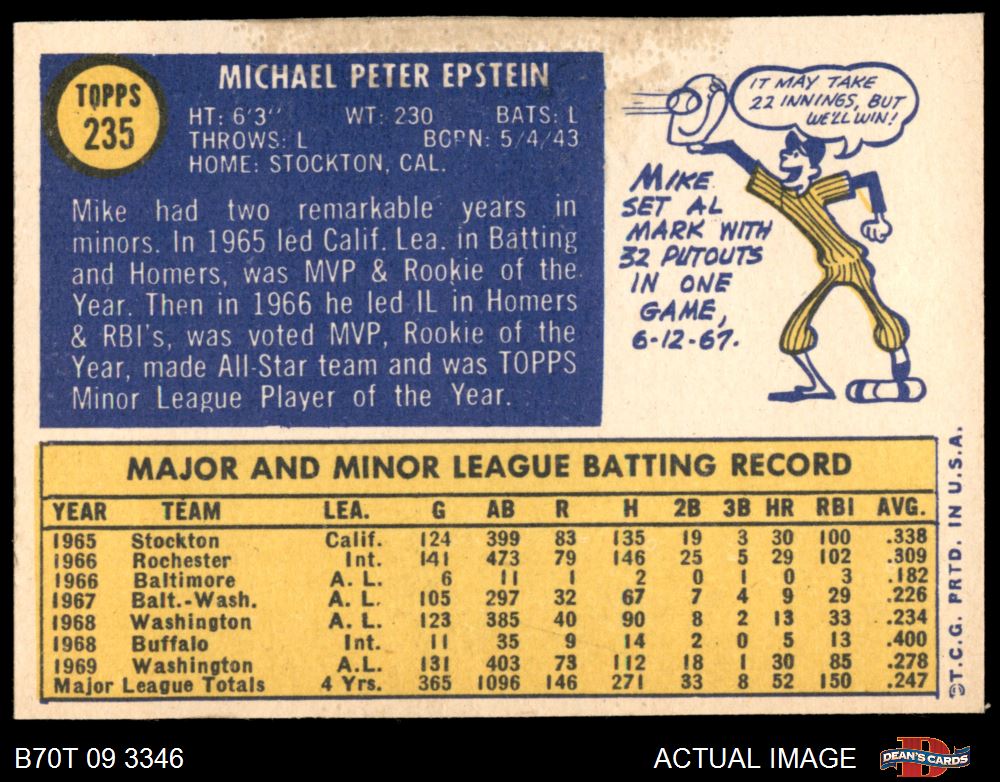 TOPPS
235
MICHAEL PETER EPSTEIN
HT: 6'3" WT: 230 BATS: L
THROWS: L BORN: 5/4/43
HOME: STOCKTON, CAL.
Mike had two remarkable years in
minors. In 1965 led Calif. Lea. in Batting
and Homers, was MVP & Rookie of the
Year. Then in 1966 he led IL in Homers
& RBI's, was voted MVP, Rookie of the
Year, made All-Star team and was TOPPS
Minor League Player of the Year.
IT MAY TAKE
22 INNINGS, BUT
WE'LL WIN!
MIKE
SET AL
MARK WITH
32 PUTOUTS
IN ONE
GAME,
6-12-67.
MAJOR AND MINOR LEAGUE BATTING RECORD
YEAR TEAM LEA. G AB R H 2B 3B HR RBI AVG.
1965 Stockton Calif. 124 399 83 135 19 3 30 100 .338
1966 Rochester Int. 141 473 79 146 25 5 29 102 .309
1966 Baltimore A. L. 6 11 1 2 0 1 0 3 .182
1967 Balt.-Wash. A. L. 105 297 32 67 7 4 9 29 .226
1968 Washington A. L. 123 385 40 90 8 2 13 33 .234
1968 Buffalo Int. 11 35 9 14 2 0 5 13 .400
1969 Washington A.L. 131 403 73 112 18 1 30 85 .278
Major League Totals 4 Yrs. 365 1096 146 271 33 8 52 150 .247
©T.C.G. PRTD. IN U.S.A.
B70T 09 3346
ACTUAL IMAGE
DEAN'S CARDS